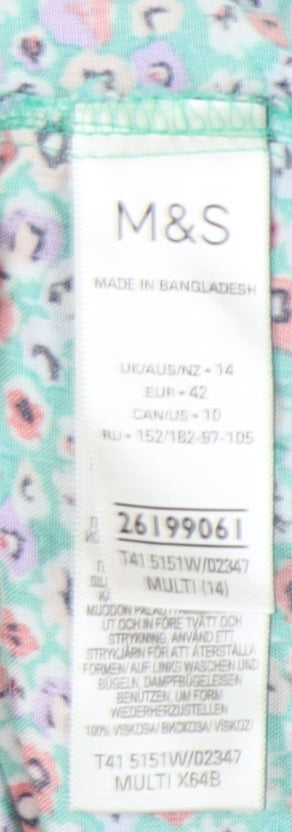 M&S
MADE IN BANGLADESH
UK/AUS/NZ - 14
EUR - 42
CAN/US - 10
RU - 152/182-97-105
26199061
T41 5151W/02347
MULTI (14)
UT OCH IN FÖRE TVÄTT OCH
STRYKNING. ANVÄND ETT
STRYKJÄRN FÖR ATT ÅTERSTÄLLA
FORMEN/ AUF LINKS WASCHEN UND
BÜGELN. DAMPFBÜGELEISEN
BENUTZEN, UM FORM
WIEDERHERZUSTELLEN
100% VISKOSA/ ВИСКОЗА/ VISKOZ/
T41 5151W/02347
MULTI X64B